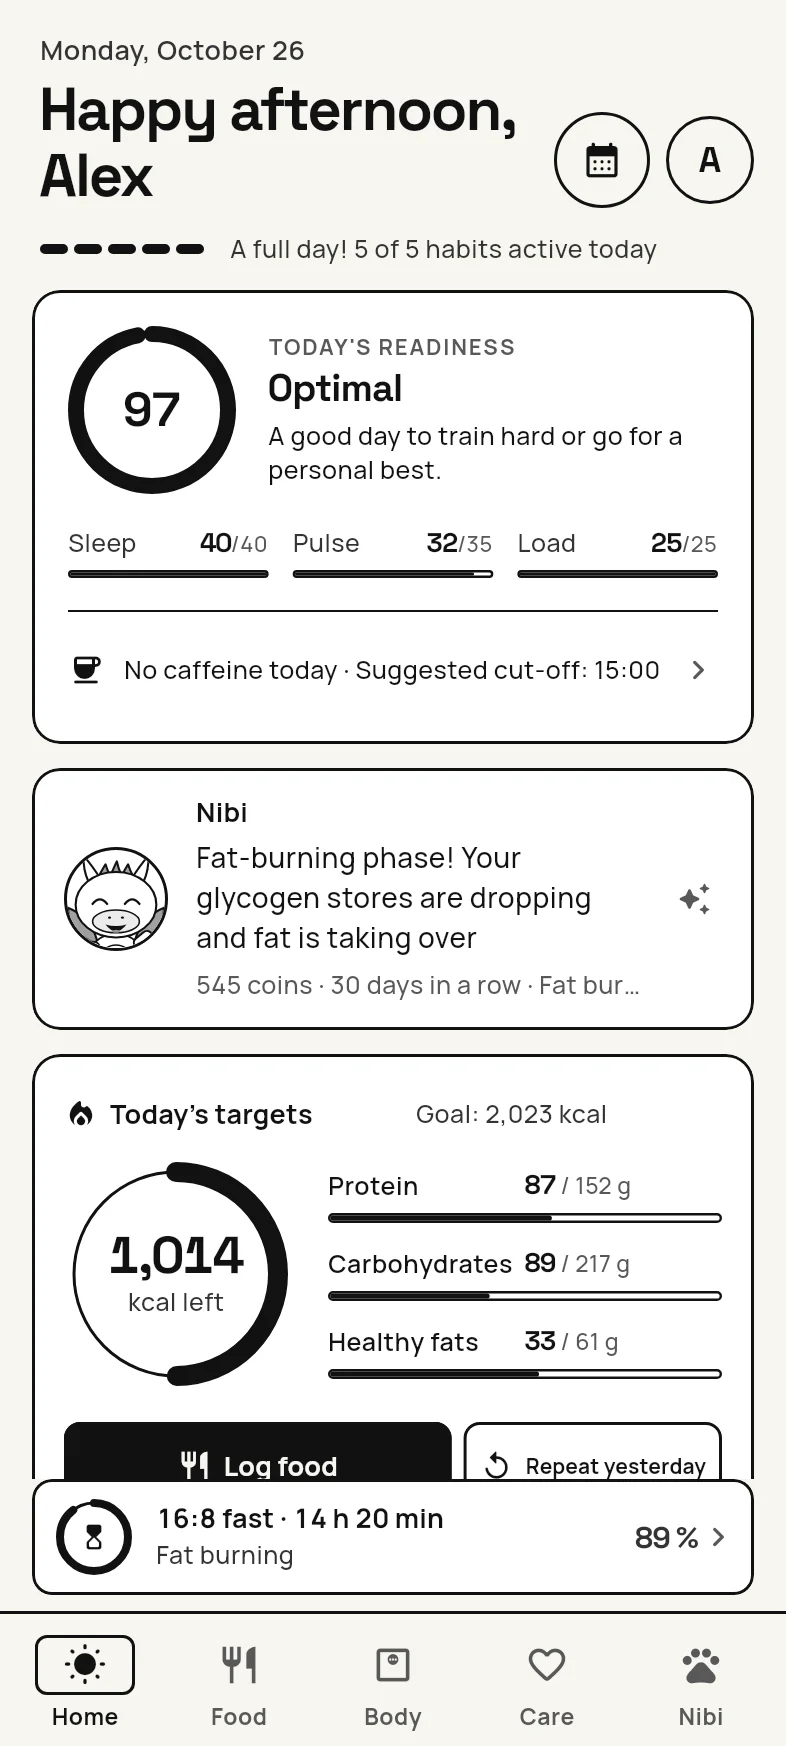 Monday, October 26
Happy afternoon,
Alex
A
A full day! 5 of 5 habits active today
97
TODAY'S READINESS
Optimal
A good day to train hard or go for a
personal best.
Sleep 40/40 Pulse 32/35 Load 25/25
No caffeine today · Suggested cut-off: 15:00
Nibi
Fat-burning phase! Your
glycogen stores are dropping
and fat is taking over
545 coins · 30 days in a row · Fat bur…
Today's targets Goal: 2,023 kcal
1,014
kcal left
Protein 87 / 152 g
Carbohydrates 89 / 217 g
Healthy fats 33 / 61 g
Log food Repeat yesterday
16:8 fast · 14 h 20 min
Fat burning
89 %
Home Food Body Care Nibi